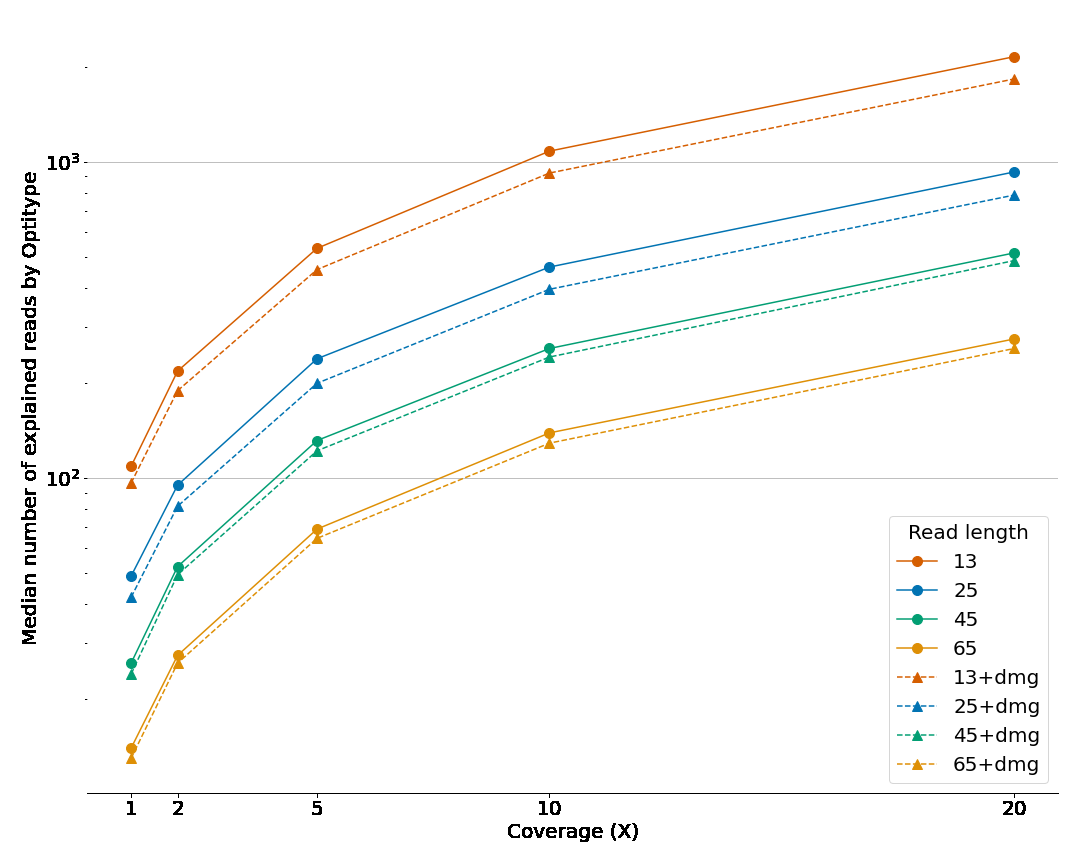 Median number of explained reads by Optitype
10³
10²
1 2 5 10 20
Coverage (X)
Read length
13
25
45
65
13+dmg
25+dmg
45+dmg
65+dmg